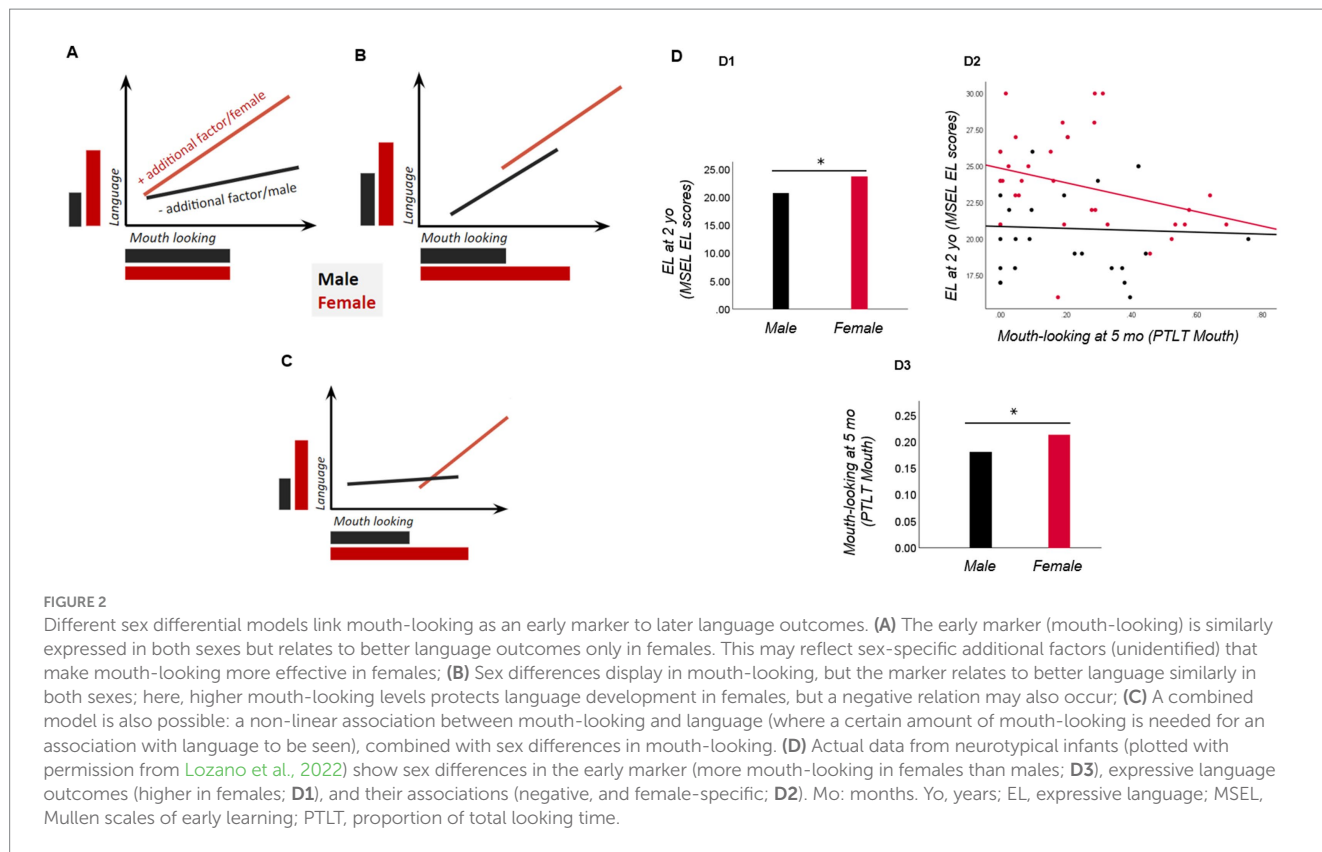 A
Language
+ additional factor/female
- additional factor/male
Mouth looking
B
Language
Mouth looking
Male
Female
C
Language
Mouth looking
D
D1
EL at 2 yo
(MSEL EL scores)
25.00
20.00
15.00
10.00
5.00
.00
*
Male
Female
D2
EL at 2 yo (MSEL EL scores)
30.00
27.50
25.00
22.50
20.00
17.50
.00
.20
.40
.60
.80
Mouth-looking at 5 mo (PTLT Mouth)
D3
Mouth-looking at 5 mo
(PTLT Mouth)
0.25
0.20
0.15
0.10
0.05
0.00
*
Male
Female
FIGURE 2
Different sex differential models link mouth-looking as an early marker to later language outcomes. (A) The early marker (mouth-looking) is similarly
expressed in both sexes but relates to better language outcomes only in females. This may reflect sex-specific additional factors (unidentified) that
make mouth-looking more effective in females; (B) Sex differences display in mouth-looking, but the marker relates to better language similarly in
both sexes; here, higher mouth-looking levels protects language development in females, but a negative relation may also occur; (C) A combined
model is also possible: a non-linear association between mouth-looking and language (where a certain amount of mouth-looking is needed for an
association with language to be seen), combined with sex differences in mouth-looking. (D) Actual data from neurotypical infants (plotted with
permission from Lozano et al., 2022) show sex differences in the early marker (more mouth-looking in females than males; D3), expressive language
outcomes (higher in females; D1), and their associations (negative, and female-specific; D2). Mo: months. Yo, years; EL, expressive language; MSEL,
Mullen scales of early learning; PTLT, proportion of total looking time.